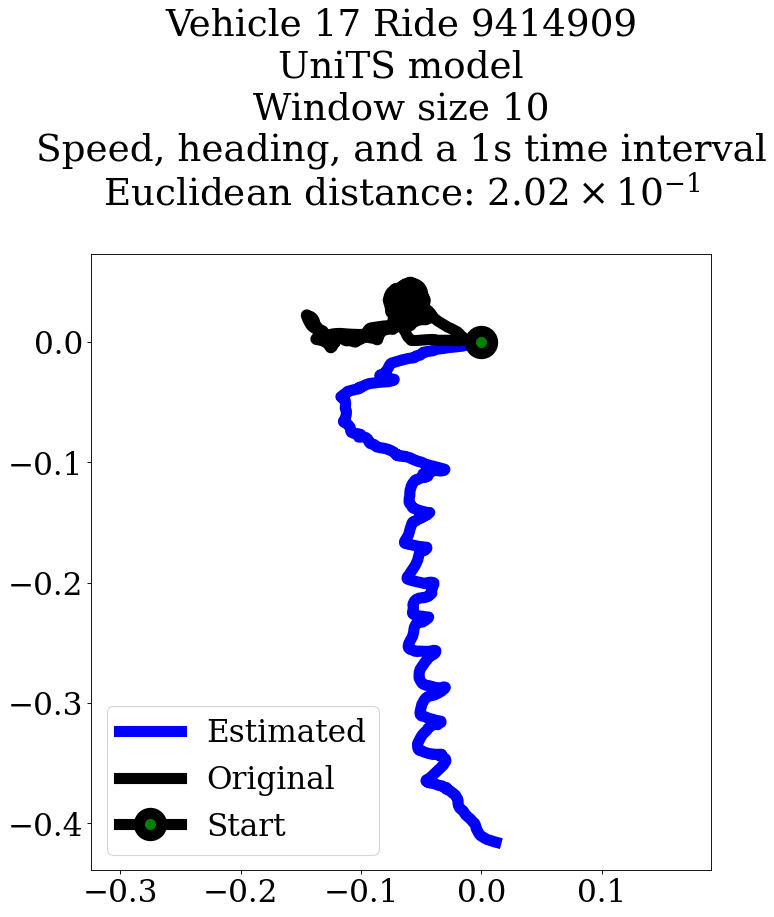 Vehicle 17 Ride 9414909
UniTS model
Window size 10
Speed, heading, and a 1s time interval
Euclidean distance: 2.02 × 10⁻¹
0.0
−0.1
−0.2
−0.3
−0.4
Estimated
Original
Start
−0.3 −0.2 −0.1 0.0 0.1